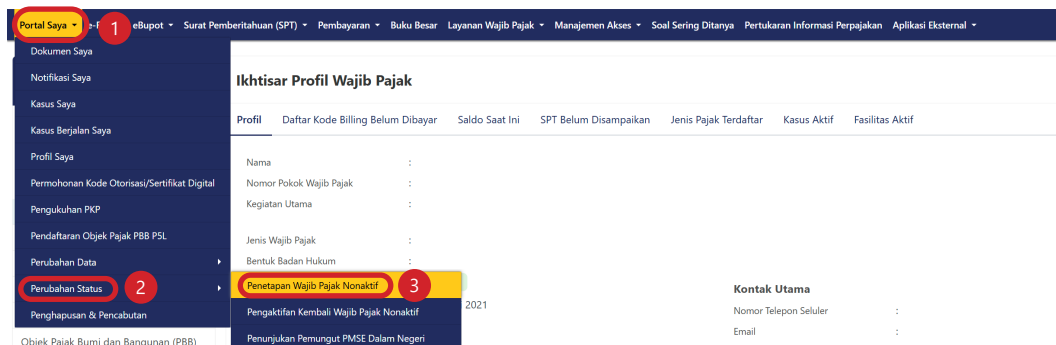 Portal Saya eBupot Surat Pemberitahuan (SPT) Pembayaran Buku Besar Layanan Wajib Pajak Manajemen Akses Soal Sering Ditanya Pertukaran Informasi Perpajakan Aplikasi Eksternal
1
Dokumen Saya
Notifikasi Saya
Kasus Saya
Kasus Berjalan Saya
Profil Saya
Permohonan Kode Otorisasi/Sertifikat Digital
Pengukuhan PKP
Pendaftaran Objek Pajak PBB P5L
Perubahan Data
Perubahan Status 2
Penghapusan & Pencabutan
Objek Pajak Bumi dan Bangunan (PBB)
Penetapan Wajib Pajak Nonaktif 3
Pengaktifan Kembali Wajib Pajak Nonaktif
Penunjukan Pemungut PMSE Dalam Negeri
Ikhtisar Profil Wajib Pajak
Profil Daftar Kode Billing Belum Dibayar Saldo Saat Ini SPT Belum Disampaikan Jenis Pajak Terdaftar Kasus Aktif Fasilitas Aktif
Nama :
Nomor Pokok Wajib Pajak :
Kegiatan Utama :
Jenis Wajib Pajak :
Bentuk Badan Hukum :
2021
Kontak Utama
Nomor Telepon Seluler :
Email :